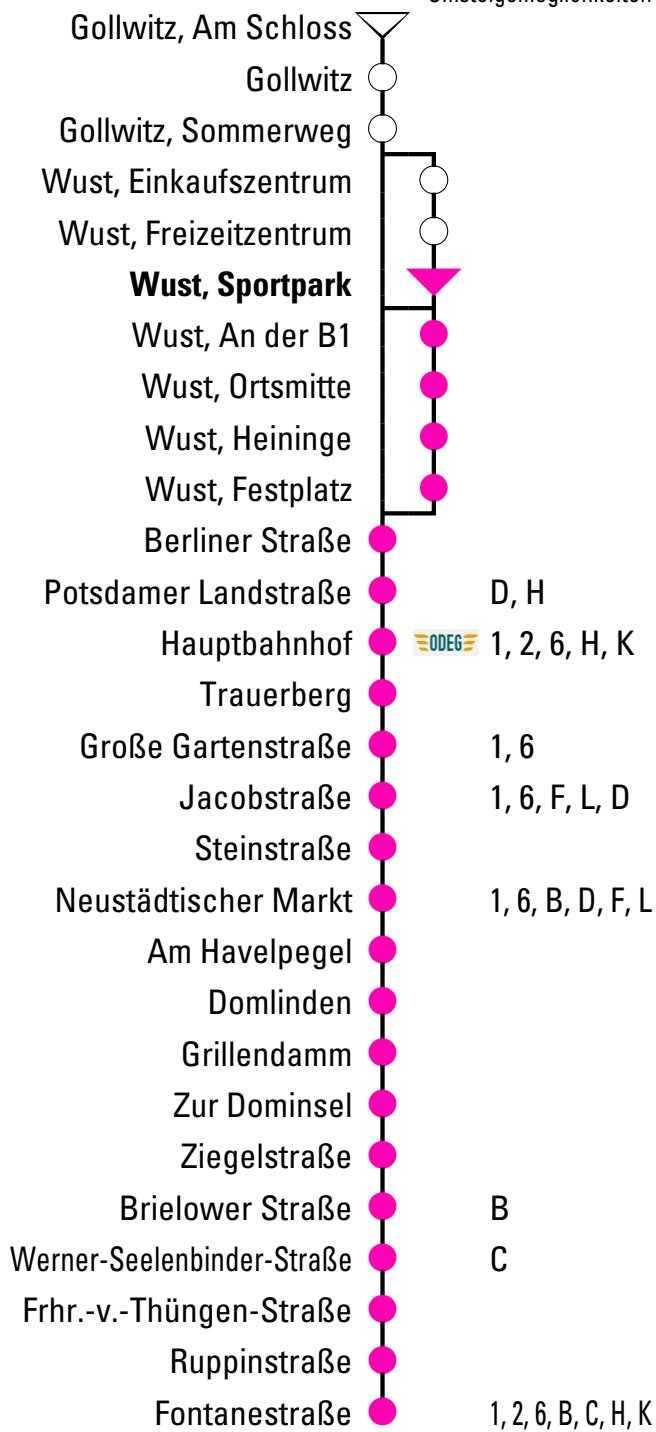 Umsteigemöglichkeiten
Gollwitz, Am Schloss
Gollwitz
Gollwitz, Sommerweg
Wust, Einkaufszentrum
Wust, Freizeitzentrum
Wust, Sportpark
Wust, An der B1
Wust, Ortsmitte
Wust, Heininge
Wust, Festplatz
Berliner Straße
Potsdamer Landstraße D, H
Hauptbahnhof ODEG 1, 2, 6, H, K
Trauerberg
Große Gartenstraße 1, 6
Jacobstraße 1, 6, F, L, D
Steinstraße
Neustädtischer Markt 1, 6, B, D, F, L
Am Havelpegel
Domlinden
Grillendamm
Zur Dominsel
Ziegelstraße
Brielower Straße B
Werner-Seelenbinder-Straße C
Frhr.-v.-Thüngen-Straße
Ruppinstraße
Fontanestraße 1, 2, 6, B, C, H, K